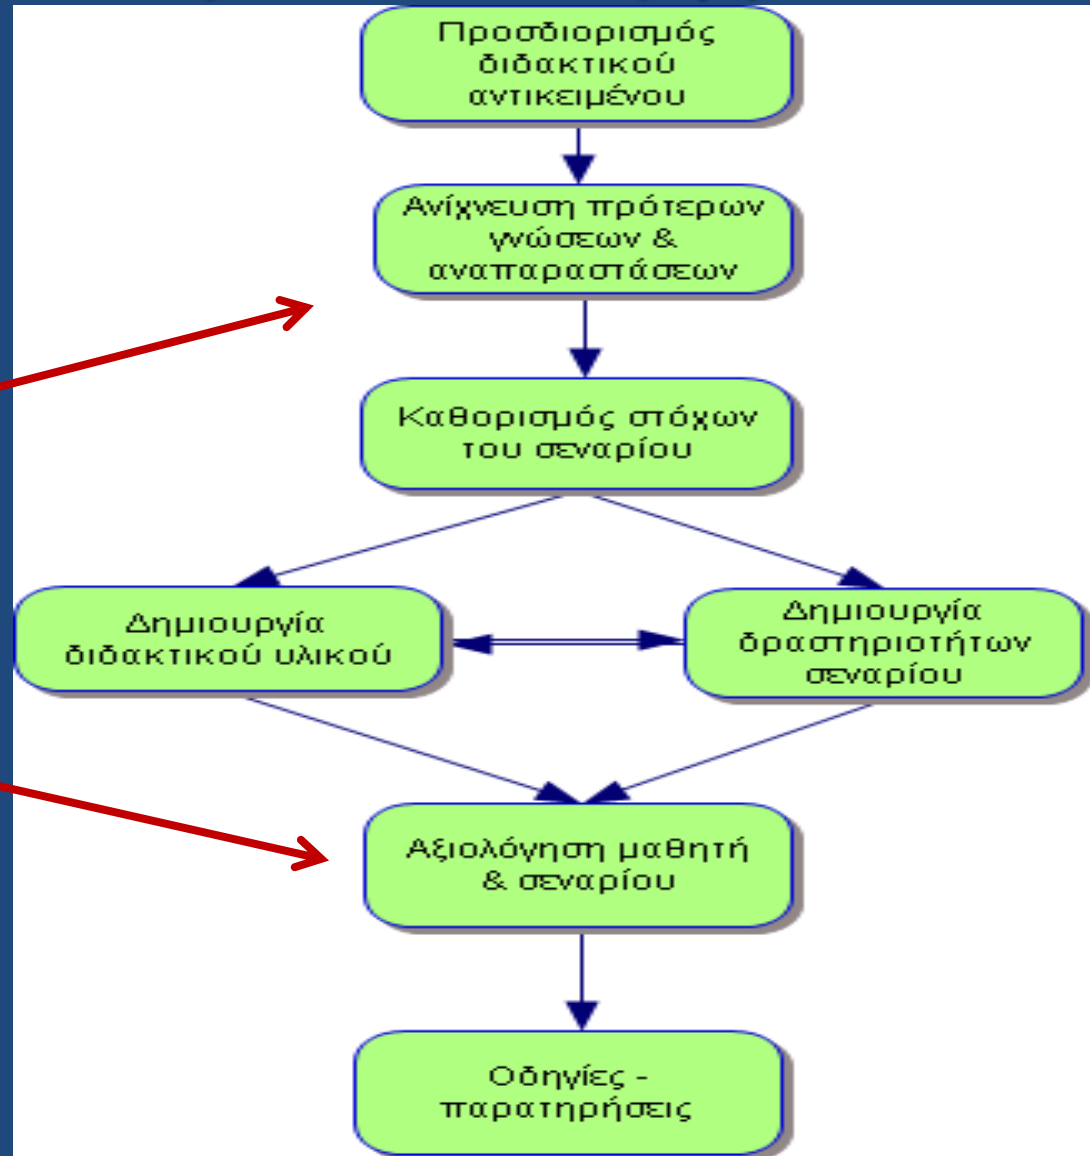 Προσδιορισμός
διδακτικού
αντικειμένου
Ανίχνευση πρότερων
γνώσεων &
αναπαραστάσεων
Καθορισμός στόχων
του σεναρίου
Δημιουργία
διδακτικού υλικού
Δημιουργία
δραστηριοτήτων
σεναρίου
Αξιολόγηση μαθητή
& σεναρίου
Οδηγίες -
παρατηρήσεις